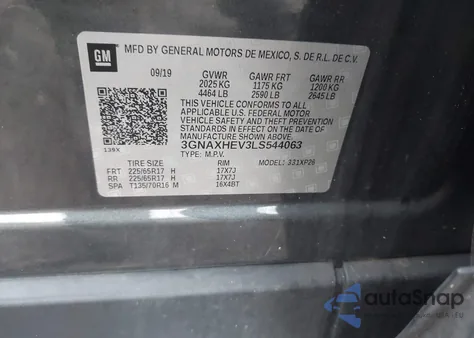 GM
MFD BY GENERAL MOTORS DE MEXICO, S. DE R.L. DE C.V.
09/19 GVWR GAWR FRT GAWR RR
2025 KG 1175 KG 1200 KG
4464 LB 2590 LB 2645 LB
THIS VEHICLE CONFORMS TO ALL
APPLICABLE U.S. FEDERAL MOTOR
VEHICLE SAFETY, BUMPER, AND THEFT
PREVENTION STANDARDS IN EFFECT ON
THE DATE OF MANUFACTURE SHOWN ABOVE.
3GNAXHEV3LS544063
TYPE: M.P.V. MODEL: 331XP26
139X
TIRE SIZE RIM
FRT 225/65R17 H 17X7J
RR 225/65R17 H 17X7J
SPA T135/70R16 M 16X4BT
autoSnap